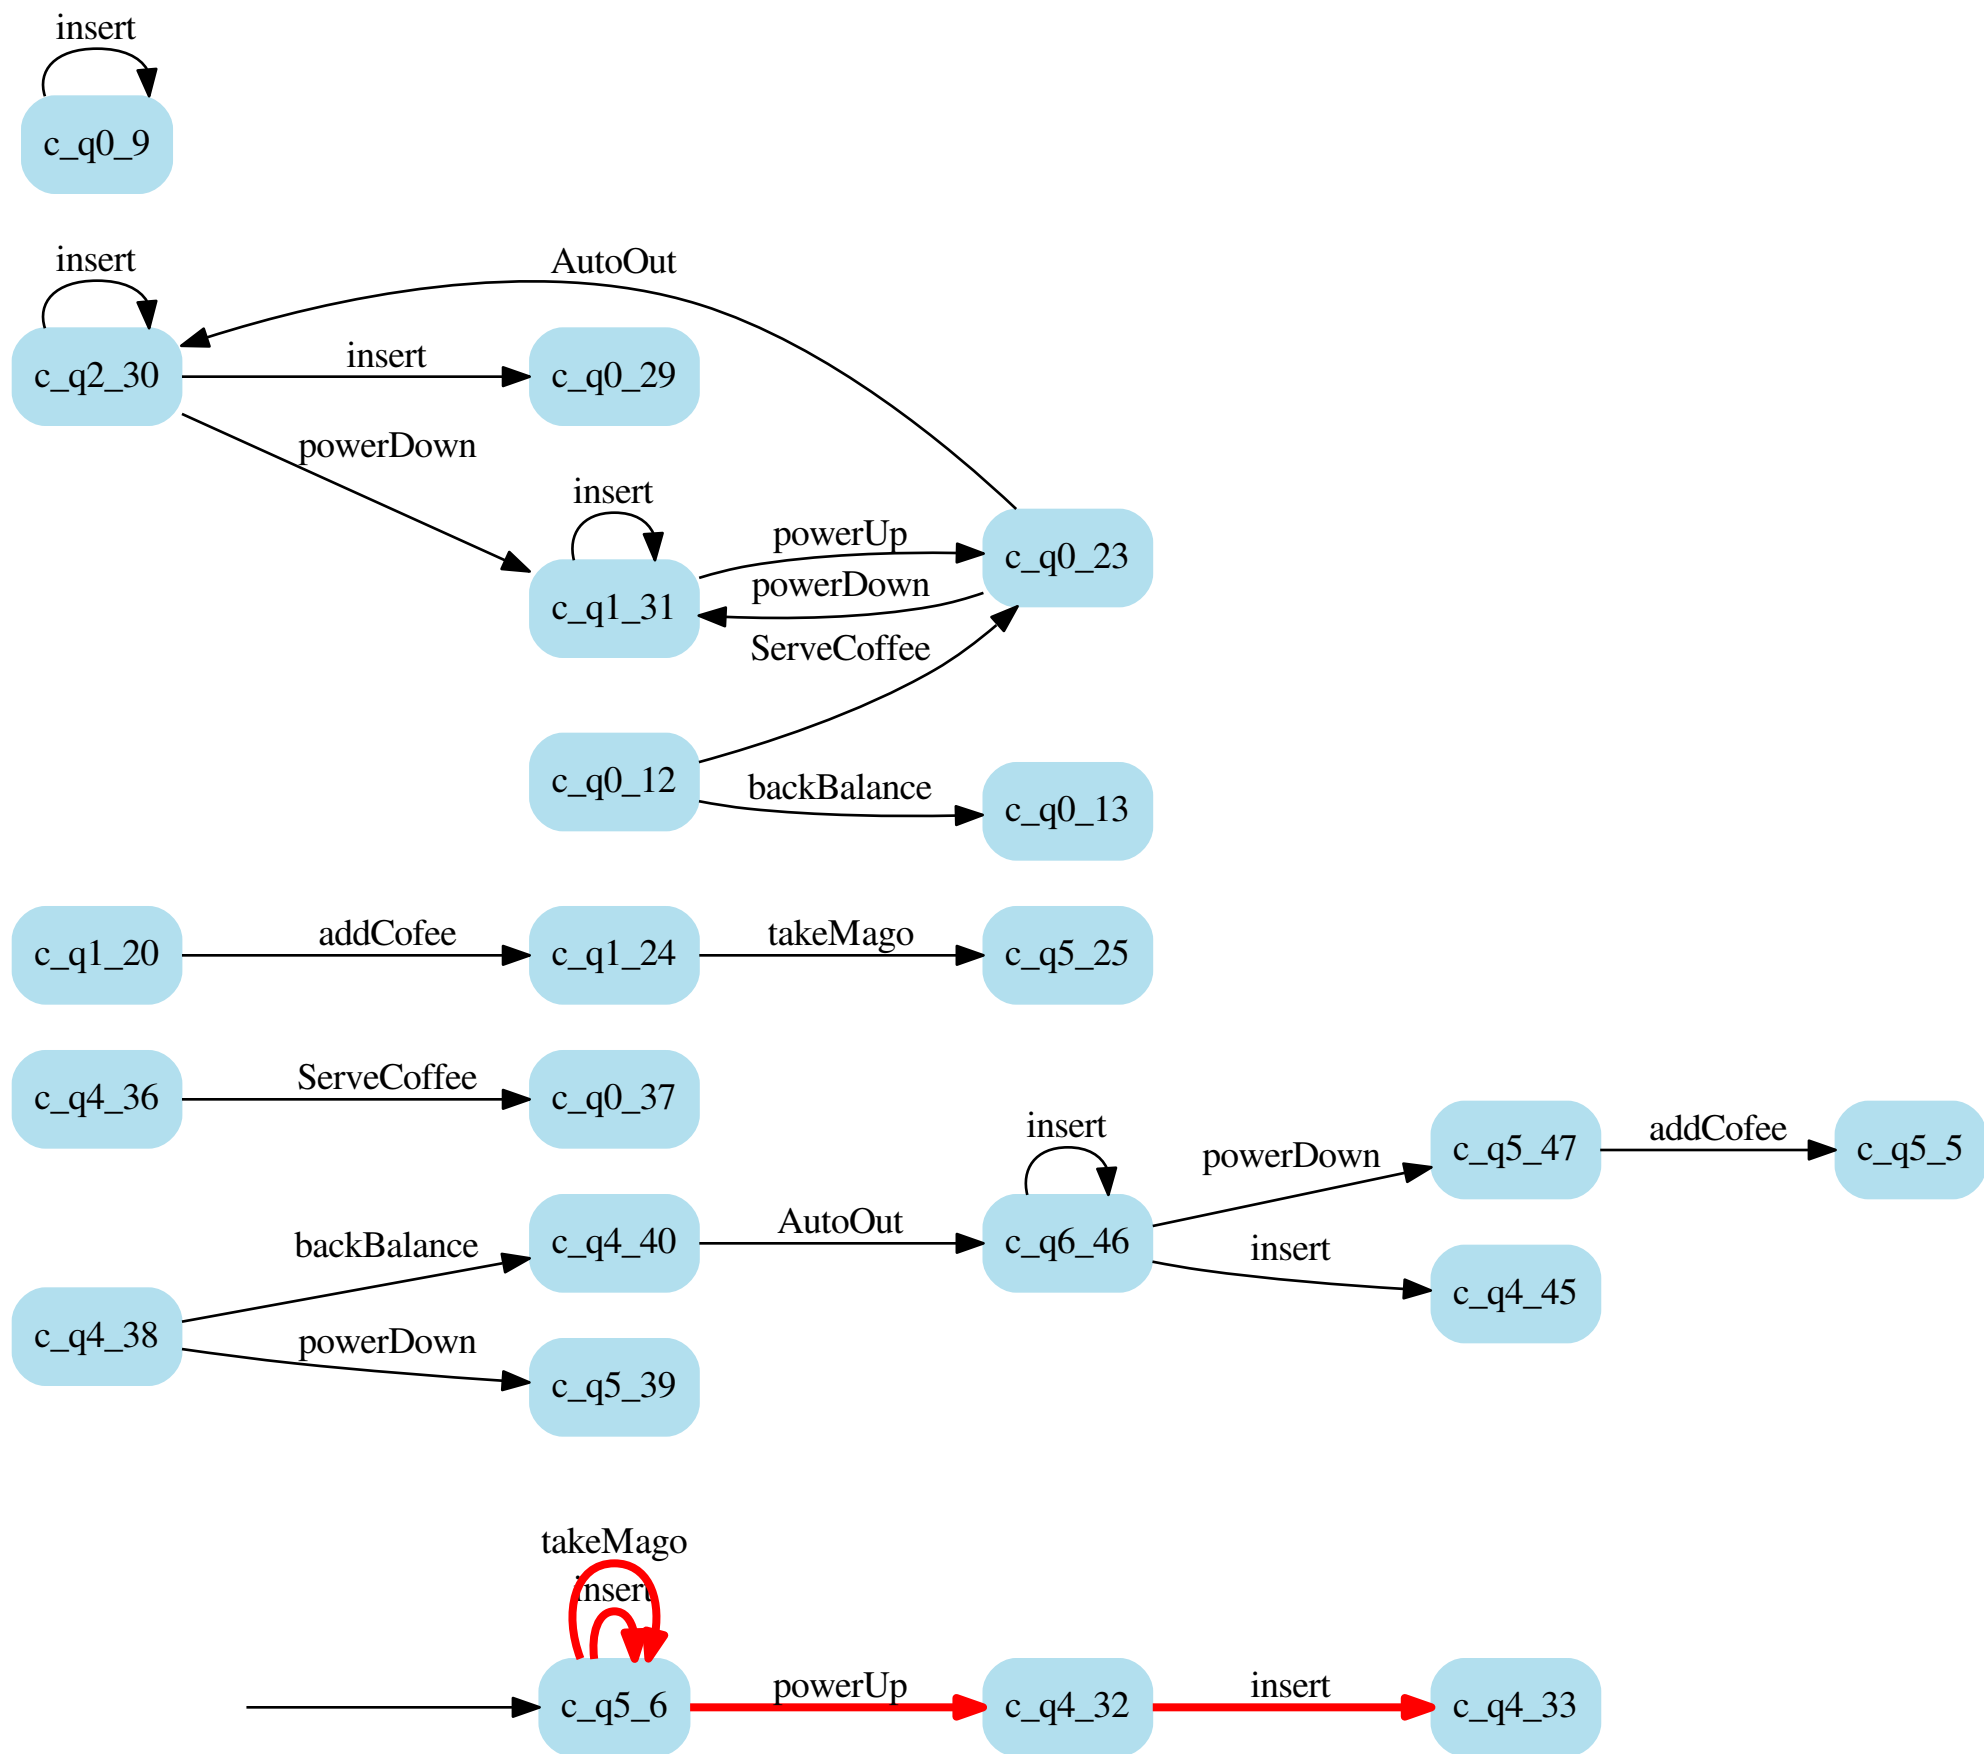 insert
c_q0_9
insert
AutoOut
c_q2_30
insert
c_q0_29
powerDown
insert
powerUp
c_q0_23
powerDown
c_q1_31
ServeCoffee
c_q0_12
backBalance
c_q0_13
c_q1_20
addCofee
c_q1_24
takeMago
c_q5_25
c_q4_36
ServeCoffee
c_q0_37
insert
powerDown
c_q5_47
addCofee
c_q5_5
backBalance
c_q4_40
AutoOut
c_q6_46
insert
c_q4_45
c_q4_38
powerDown
c_q5_39
takeMago
insert
c_q5_6
powerUp
c_q4_32
insert
c_q4_33